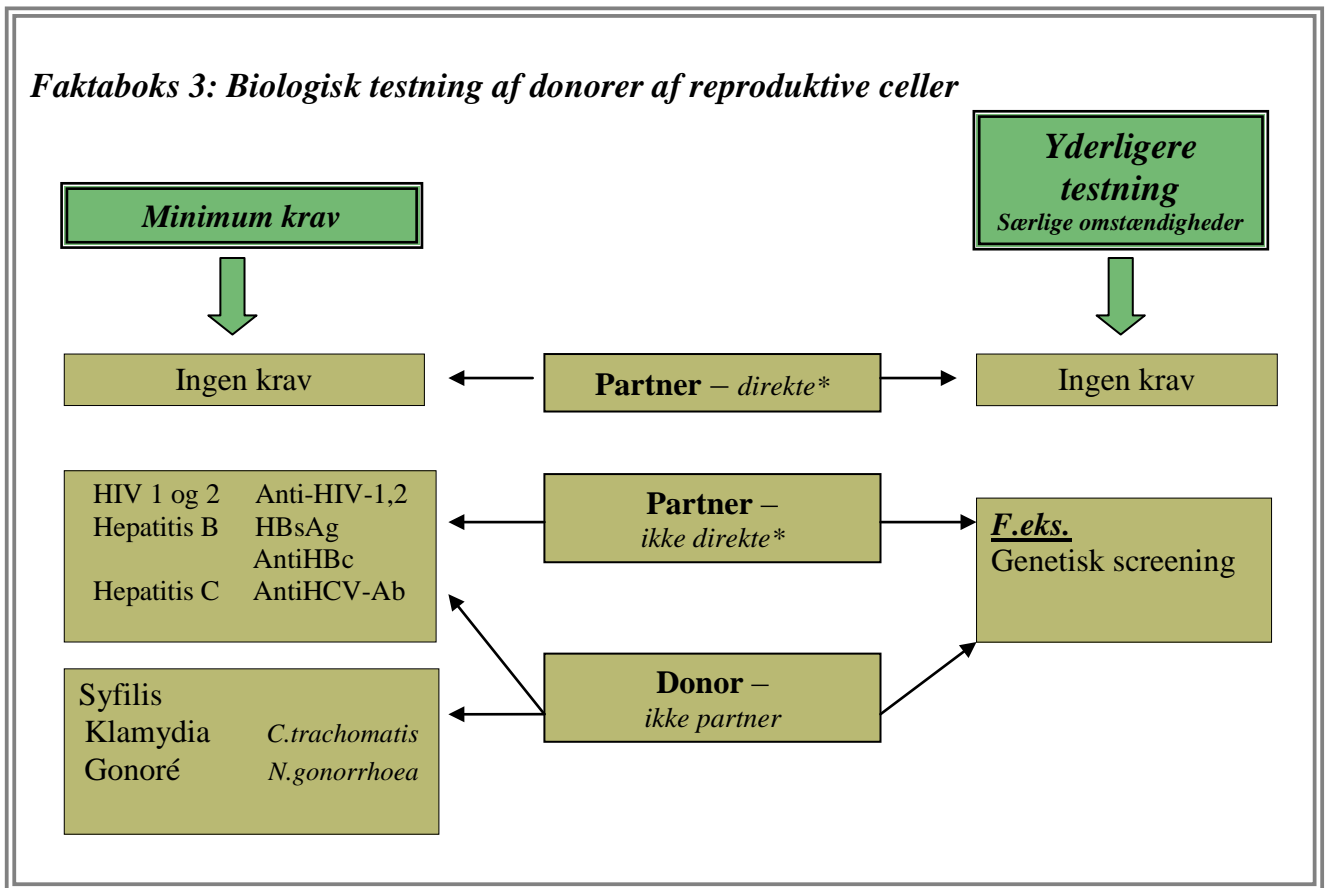 Faktaboks 3: Biologisk testning af donorer af reproduktive celler
Minimum krav
Yderligere
testning
Særlige omstændigheder
Ingen krav
Partner – direkte*
Ingen krav
HIV 1 og 2 Anti-HIV-1,2
Hepatitis B HBsAg
AntiHBc
Hepatitis C AntiHCV-Ab
Partner –
ikke direkte*
F.eks.
Genetisk screening
Syfilis
Klamydia C.trachomatis
Gonoré N.gonorrhoea
Donor –
ikke partner